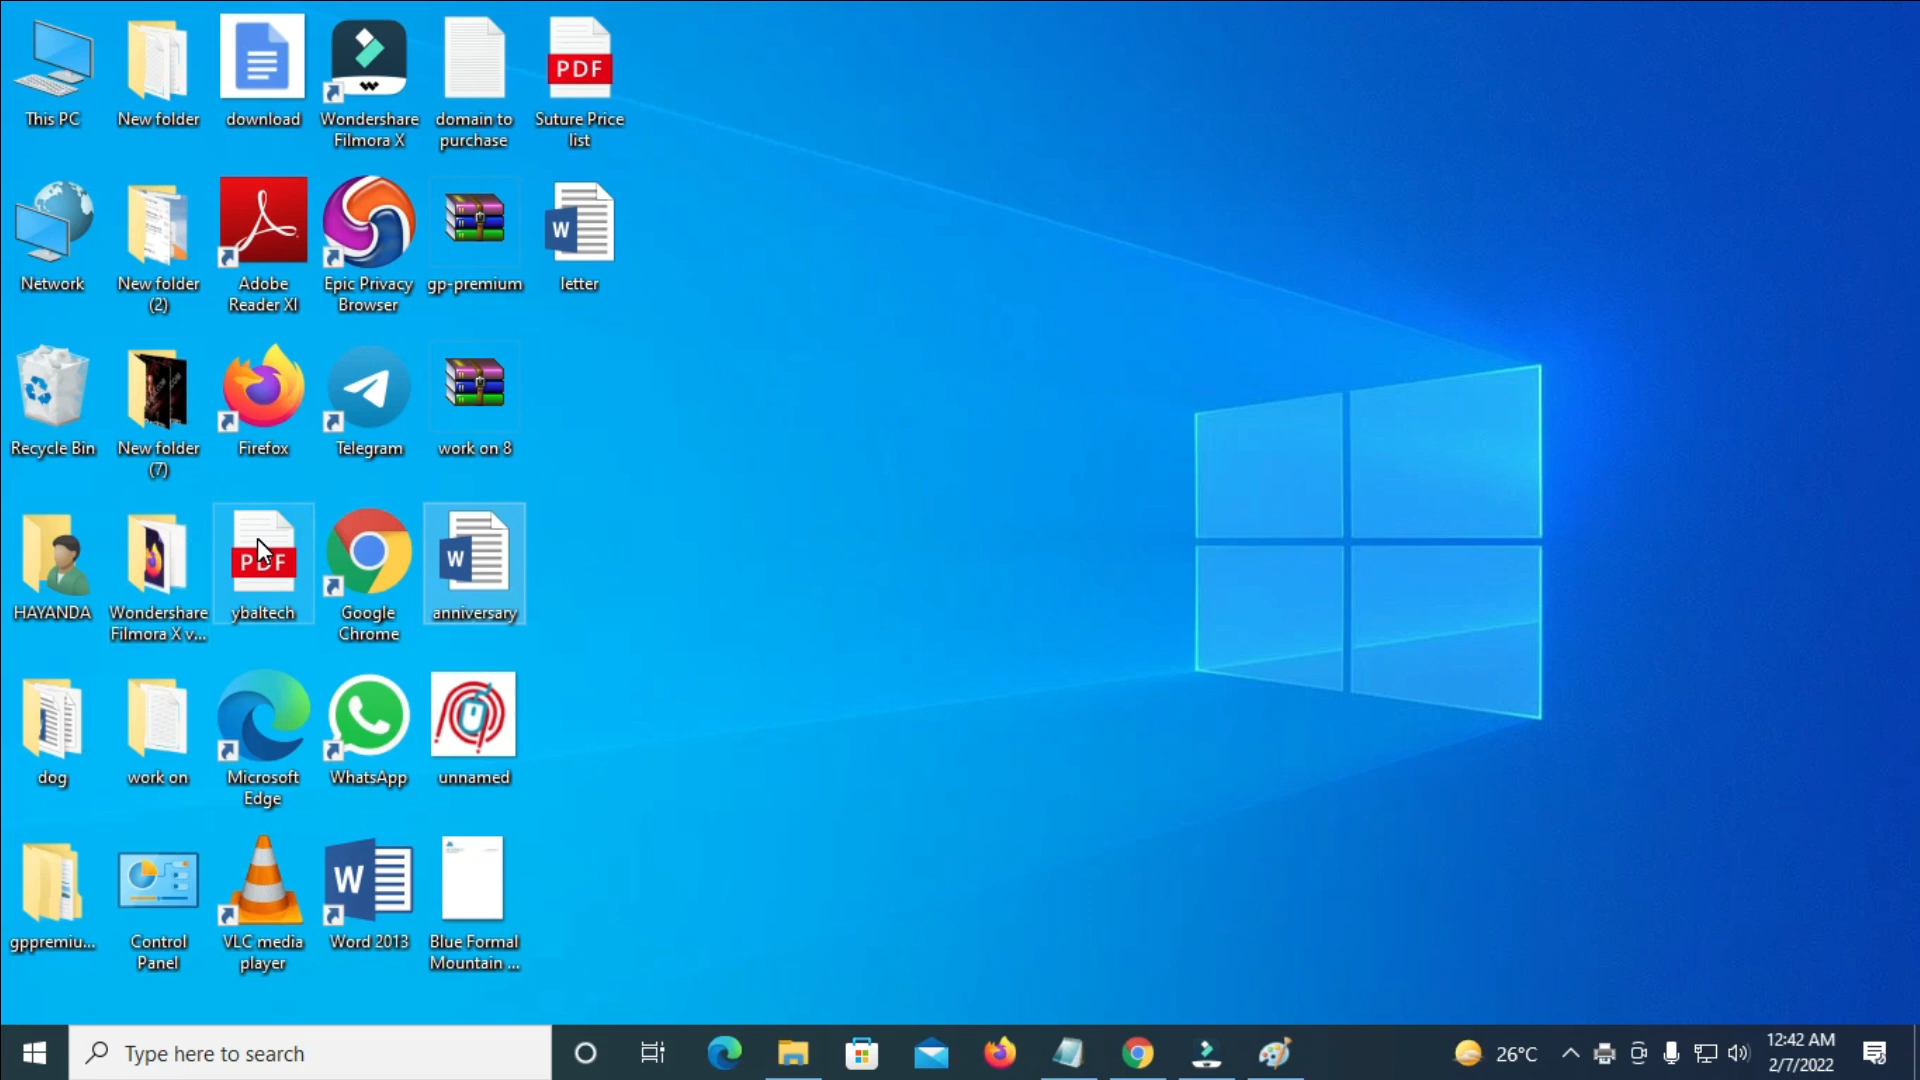 This PC
New folder
download
Wondershare
Filmora X
domain to
purchase
PDF
Suture Price
list
Network
New folder
(2)
Adobe
Reader XI
Epic Privacy
Browser
gp-premium
W
letter
Recycle Bin
New folder
(7)
Firefox
Telegram
work on 8
HAYANDA
Wondershare
Filmora X v...
PDF
ybaltech
Google
Chrome
W
anniversary
dog
work on
Microsoft
Edge
WhatsApp
unnamed
gppremiu...
Control
Panel
VLC media
player
W
Word 2013
Blue Formal
Mountain ...
Type here to search
26°C
12:42 AM
2/7/2022